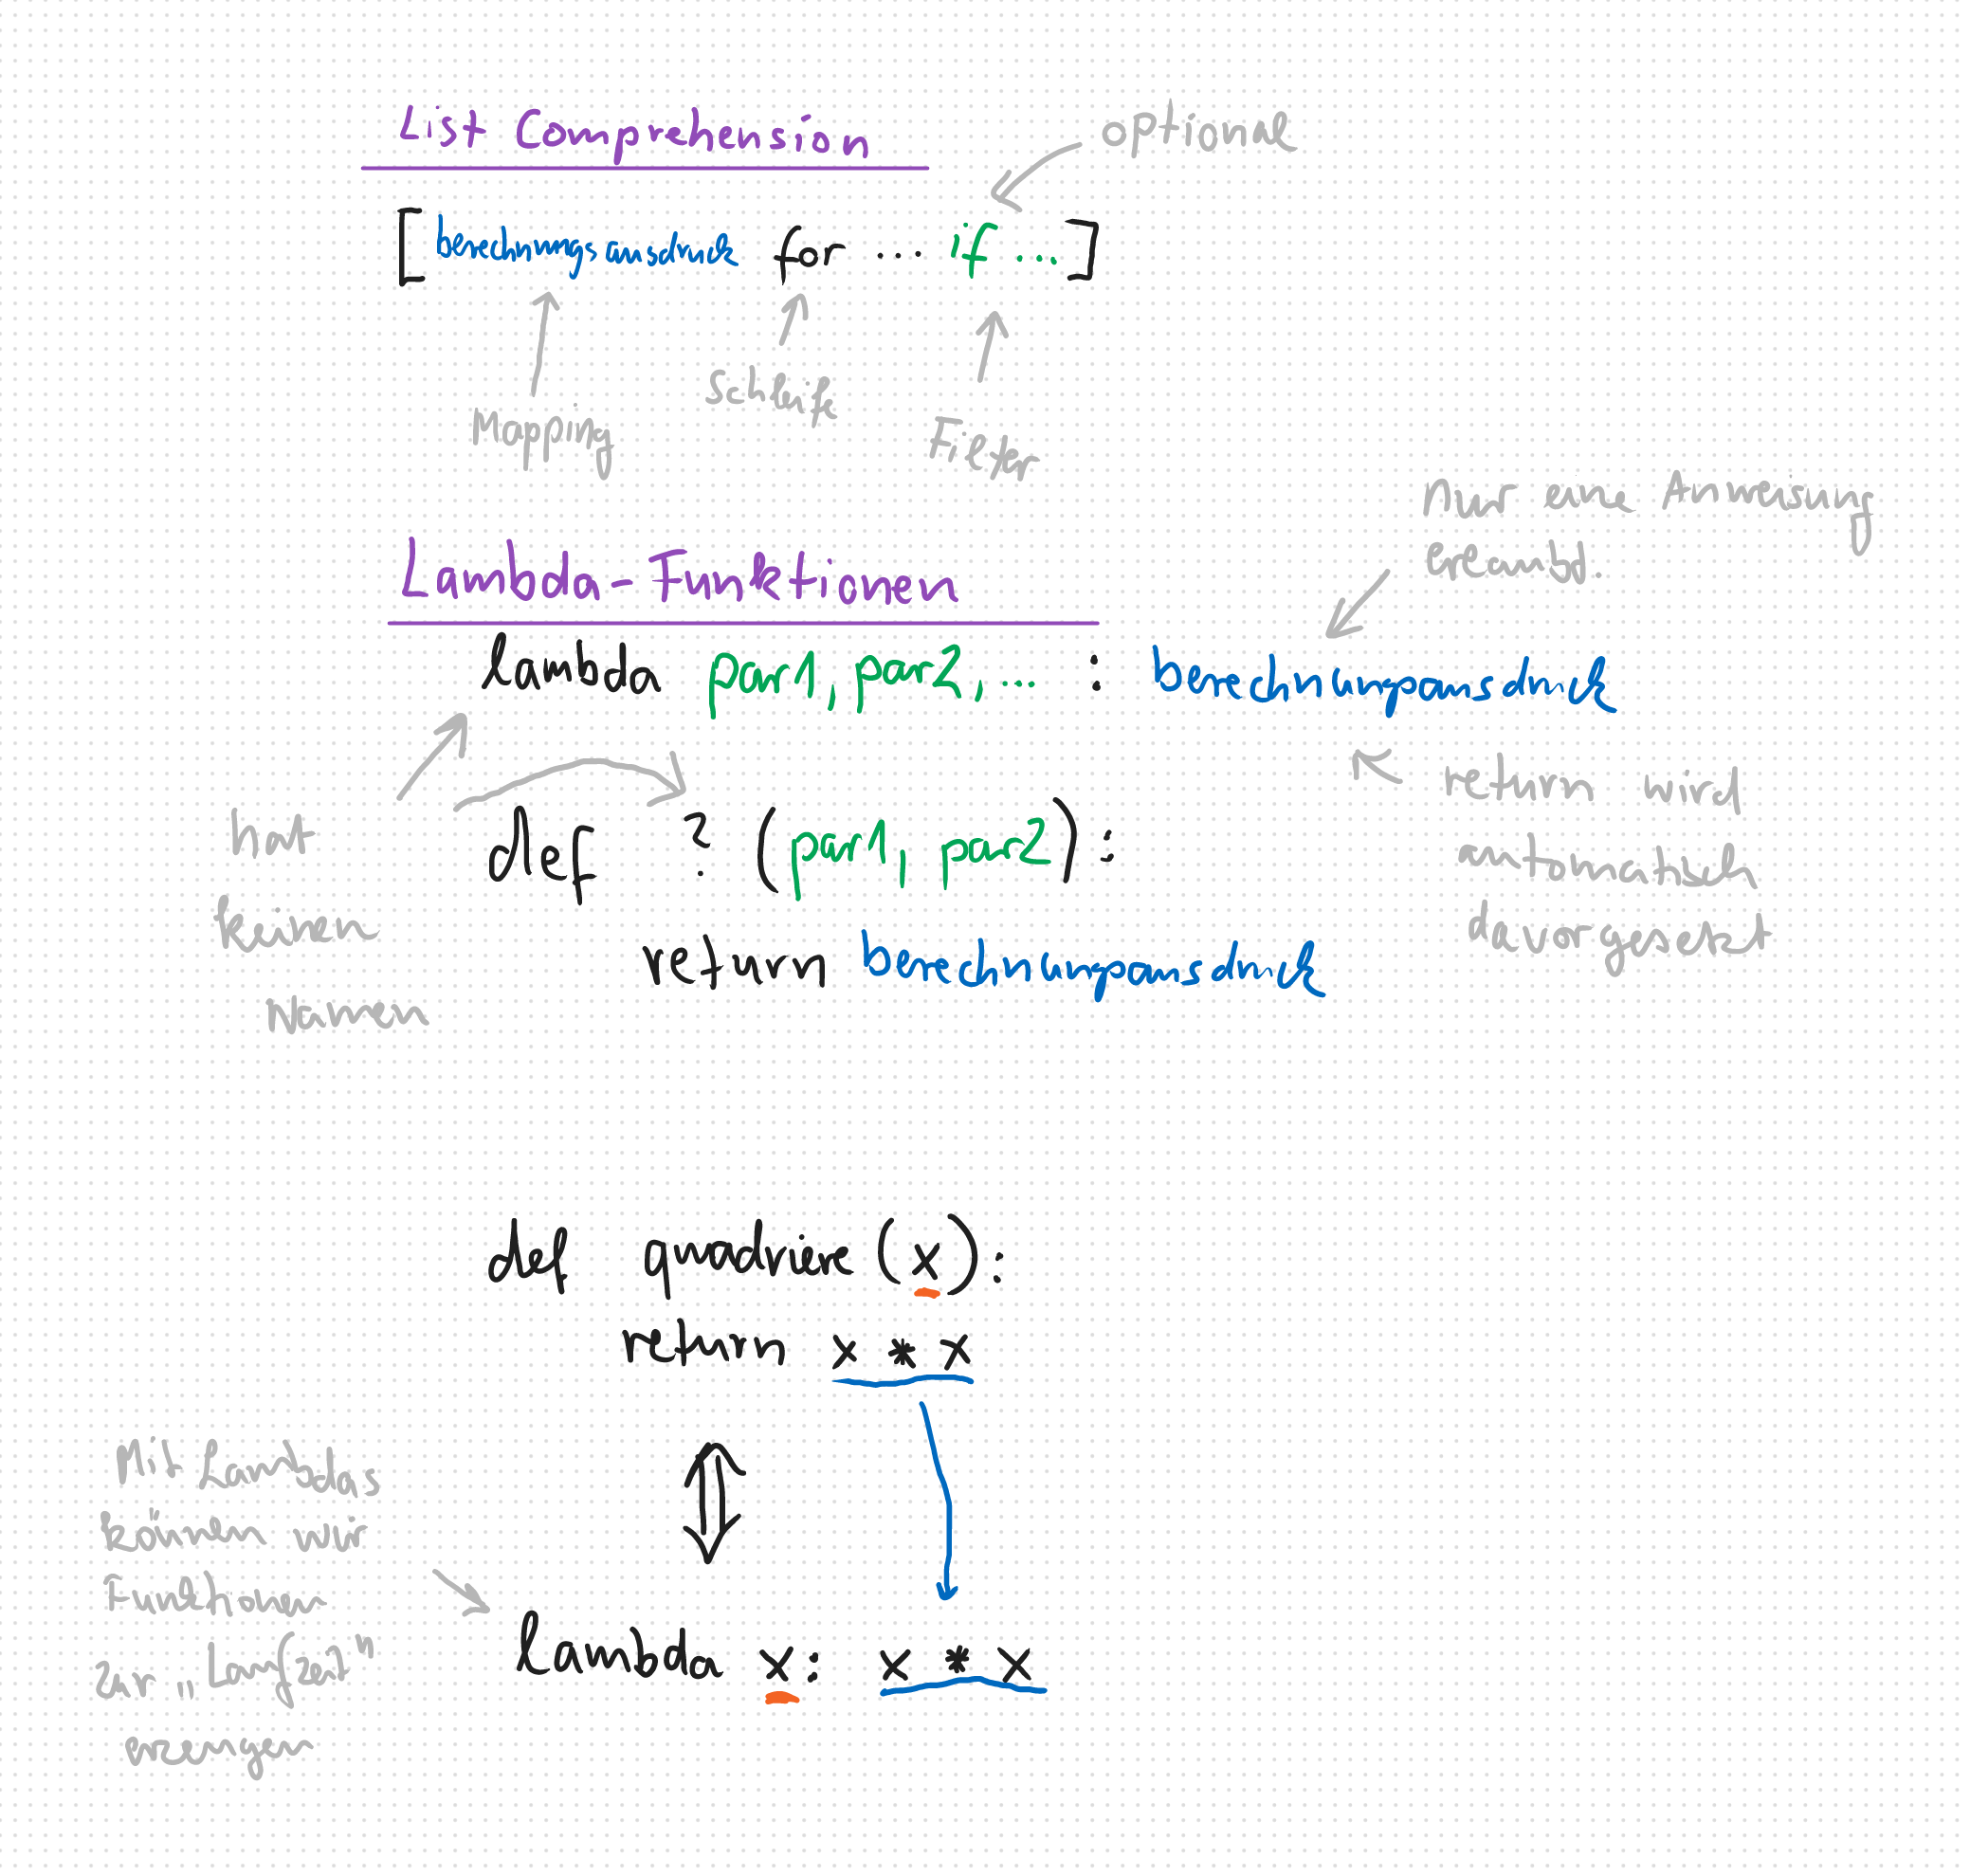 List Comprehension
optional
[berechnungsausdruck for ... if ...]
Mapping
Schleife
Filter
Nur eine Anweisung
erlaubt.
Lambda-Funktionen
lambda par1, par2, ... : berechnungsausdruck
hat
keinen
Namen
def ? (par1, par2):
return berechnungsausdruck
return wird
automatisch
davorgesetzt
def quadriere (x):
return x * x
Mit Lambdas
können wir
Funktionen
zur „Laufzeit"
erzeugen
lambda x: x * x